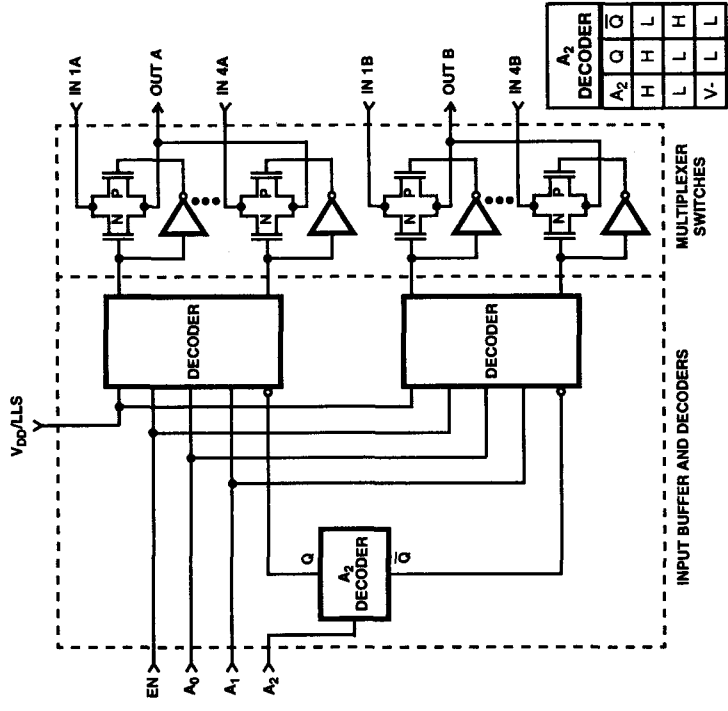 V_DD/LLS
EN
A₀
A₁
A₂
A₂
DECODER
Q
Q̅
DECODER
DECODER
N
P
N
P
N
P
N
P
IN 1A
OUT A
IN 4A
IN 1B
OUT B
IN 4B
INPUT BUFFER AND DECODERS
MULTIPLEXER
SWITCHES
A₂
DECODER
A₂ Q Q̅
H H L
L L H
V- L L